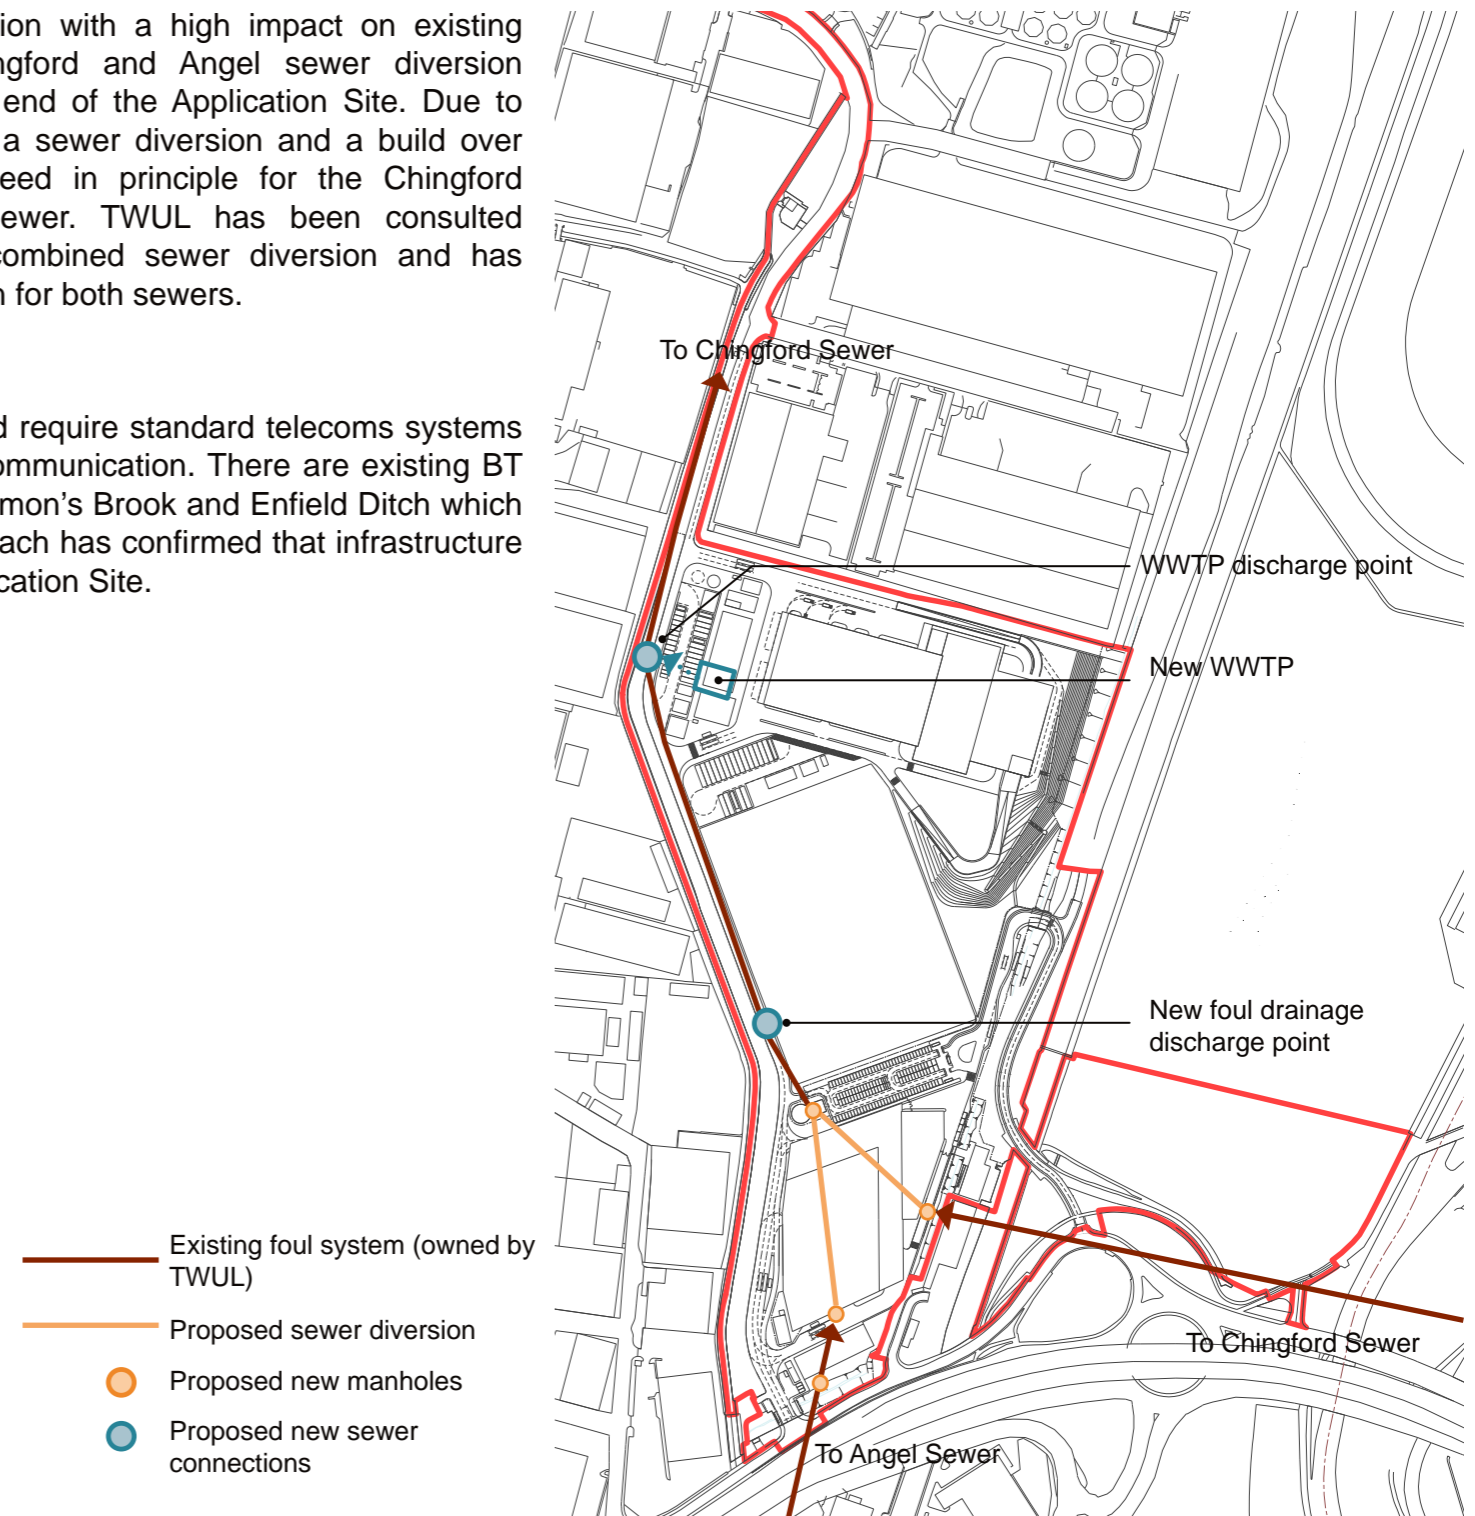 ion with a high impact on existing
ngford and Angel sewer diversion
end of the Application Site. Due to
a sewer diversion and a build over
eed in principle for the Chingford
ewer. TWUL has been consulted
combined sewer diversion and has
n for both sewers.
d require standard telecoms systems
ommunication. There are existing BT
mon's Brook and Enfield Ditch which
ach has confirmed that infrastructure
ication Site.
To Chingford Sewer
WWTP discharge point
New WWTP
New foul drainage
discharge point
To Chingford Sewer
To Angel Sewer
Existing foul system (owned by
TWUL)
Proposed sewer diversion
Proposed new manholes
Proposed new sewer
connections